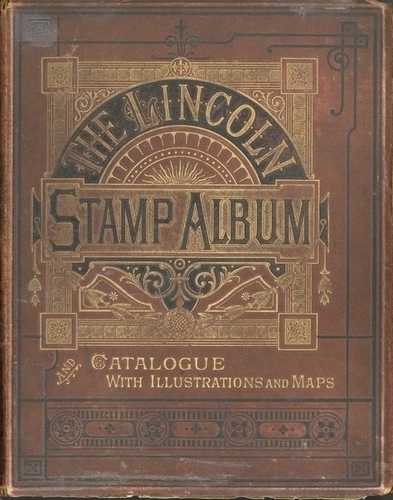 THE LINCOLN
STAMP ALBUM
AND CATALOGUE
WITH ILLUSTRATIONS AND MAPS